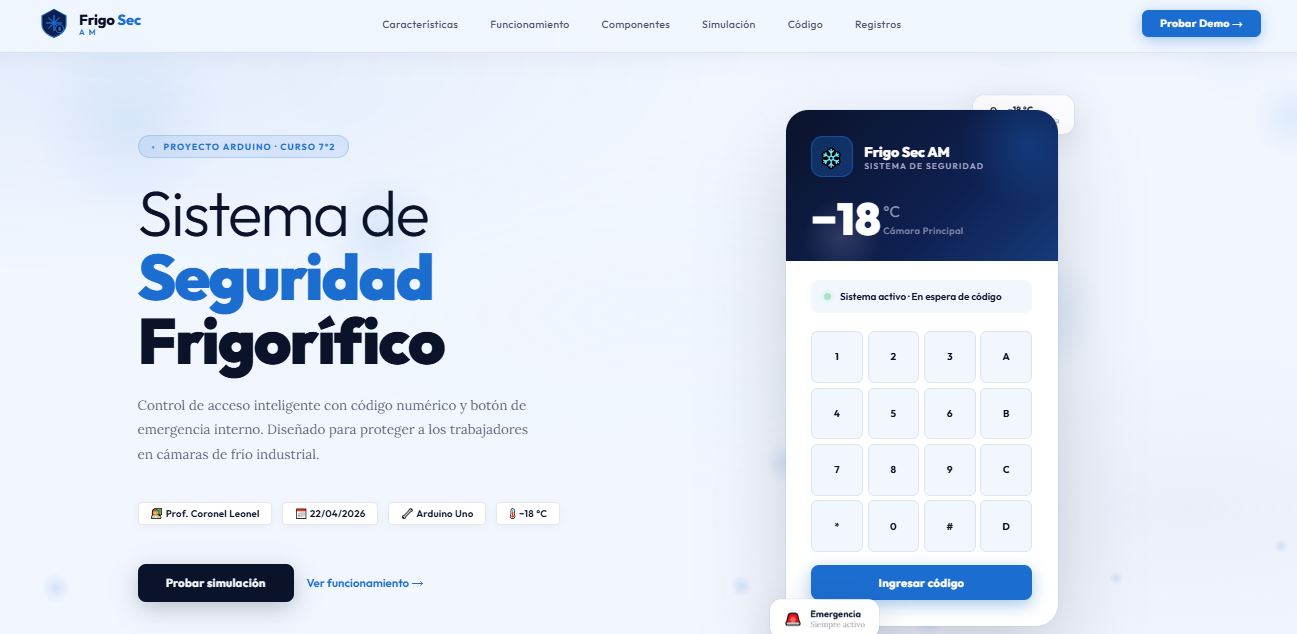 Frigo Sec
AM
Características Funcionamiento Componentes Simulación Código Registros
Probar Demo →
PROYECTO ARDUINO · CURSO 7°2
Sistema de
Seguridad
Frigorífico
Control de acceso inteligente con código numérico y botón de
emergencia interno. Diseñado para proteger a los trabajadores
en cámaras de frío industrial.
Prof. Coronel Leonel
22/04/2026
Arduino Uno
−18 °C
Probar simulación
Ver funcionamiento →
Frigo Sec AM
SISTEMA DE SEGURIDAD
−18 °C
Cámara Principal
Sistema activo · En espera de código
1 2 3 A
4 5 6 B
7 8 9 C
* 0 # D
Ingresar código
Emergencia
Siempre activo